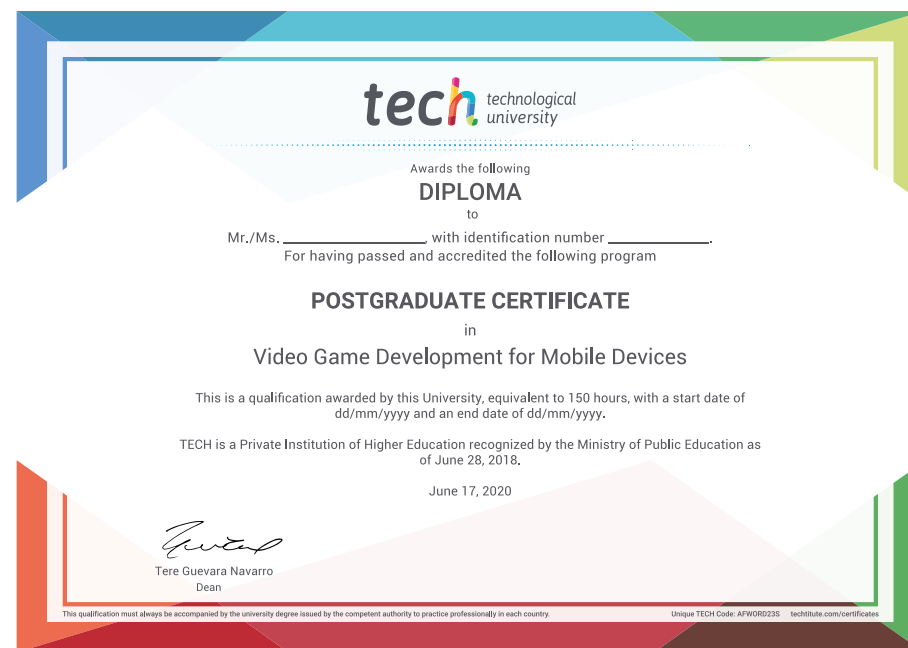 tech technological
university
Awards the following
DIPLOMA
to
Mr./Ms. ____________________, with identification number ______________.
For having passed and accredited the following program
POSTGRADUATE CERTIFICATE
in
Video Game Development for Mobile Devices
This is a qualification awarded by this University, equivalent to 150 hours, with a start date of
dd/mm/yyyy and an end date of dd/mm/yyyy.
TECH is a Private Institution of Higher Education recognized by the Ministry of Public Education as
of June 28, 2018.
June 17, 2020
Tere Guevara Navarro
Dean
This qualification must always be accompanied by the university degree issued by the competent authority to practice professionally in each country.
Unique TECH Code: AFWORD23S techtitute.com/certificates